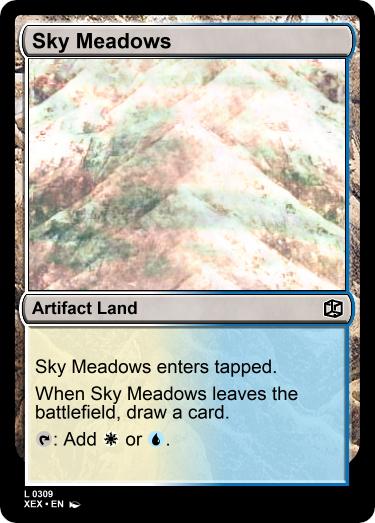 Sky Meadows
Artifact Land
Sky Meadows enters tapped.
When Sky Meadows leaves the
battlefield, draw a card.
: Add or .
L 0309
XEX • EN